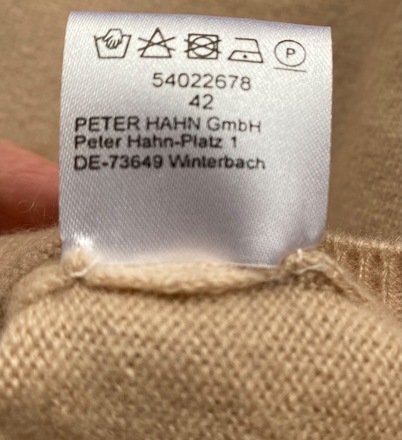 P
54022678
42
PETER HAHN GmbH
Peter Hahn-Platz 1
DE-73649 Winterbach